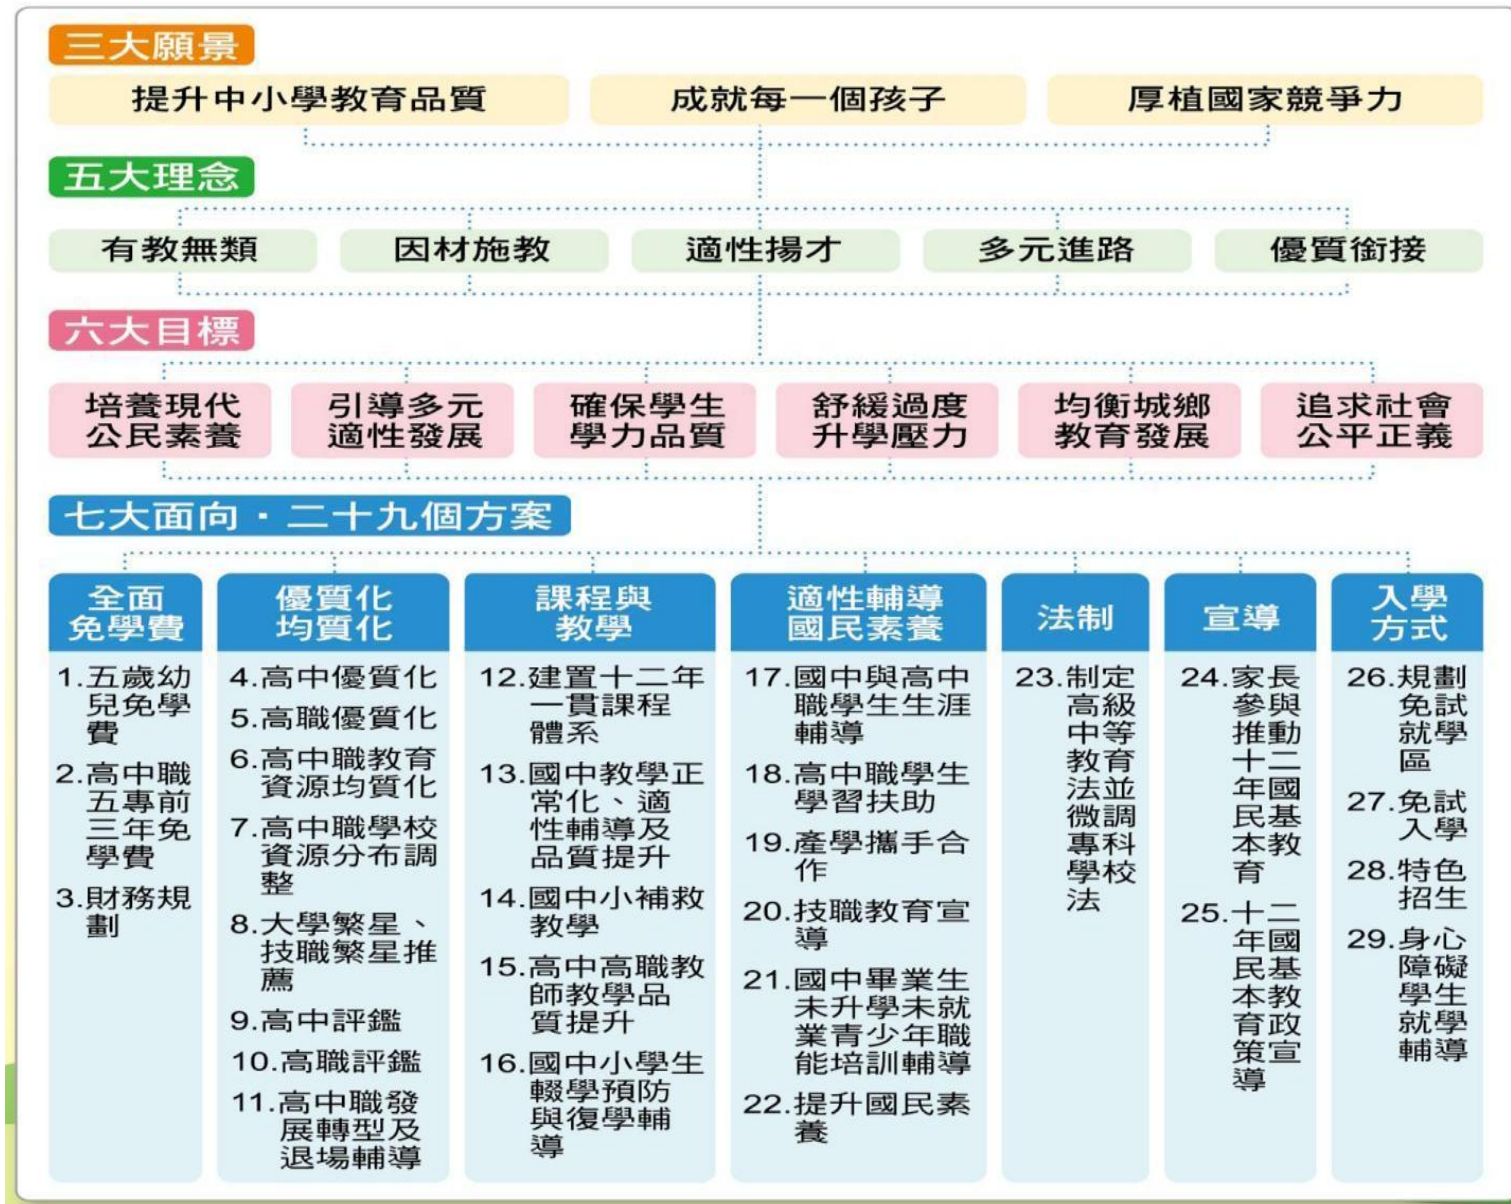 三大願景
提升中小學教育品質
成就每一個孩子
厚植國家競爭力
五大理念
有教無類
因材施教
適性揚才
多元進路
優質銜接
六大目標
培養現代
公民素養
引導多元
適性發展
確保學生
學力品質
舒緩過度
升學壓力
均衡城鄉
教育發展
追求社會
公平正義
七大面向・二十九個方案
全面
免學費
1.五歲幼
兒免學
費
2.高中職
五專前
三年免
學費
3.財務規
劃
優質化
均質化
4.高中優質化
5.高職優質化
6.高中職教育
資源均質化
7.高中職學校
資源分布調
整
8.大學繁星、
技職繁星推
薦
9.高中評鑑
10.高職評鑑
11.高中職發
展轉型及
退場輔導
課程與
教學
12.建置十二年
一貫課程
體系
13.國中教學正
常化、適
性輔導及
品質提升
14.國中小補救
教學
15.高中高職教
師教學品
質提升
16.國中小學生
輟學預防
與復學輔
導
適性輔導
國民素養
17.國中與高中
職學生生涯
輔導
18.高中職學生
學習扶助
19.產學攜手合
作
20.技職教育宣
導
21.國中畢業生
未升學未就
業青少年職
能培訓輔導
22.提升國民素
養
法制
23.制定
高級
中等
教育
法並
微調
專科
學校
法
宣導
24.家長
參與
推動
十二
年國
民基
本教
育
25.十二
年國
民基
本教
育政
策宣
導
入學
方式
26.規劃
免試
就學
區
27.免試
入學
28.特色
招生
29.身心
障礙
學生
就學
輔導